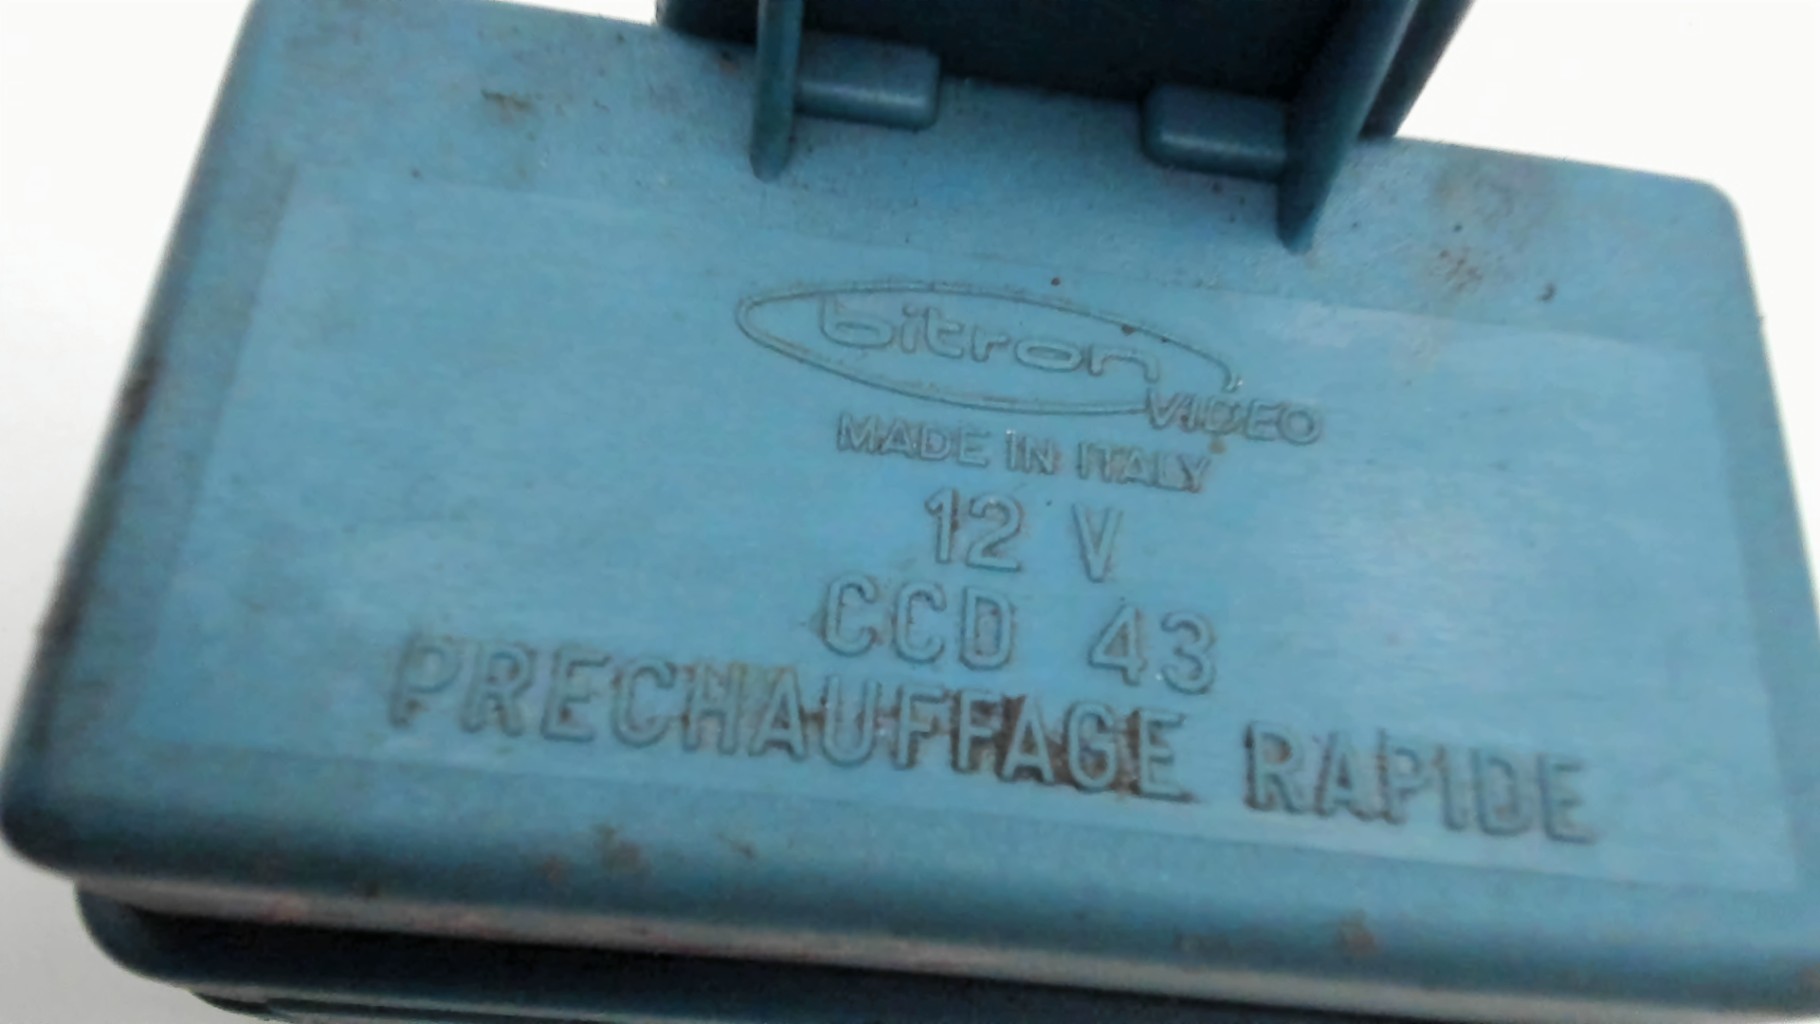 bitron
VIDEO
MADE IN ITALY
12 V
CCD 43
PRECHAUFFAGE RAPIDE